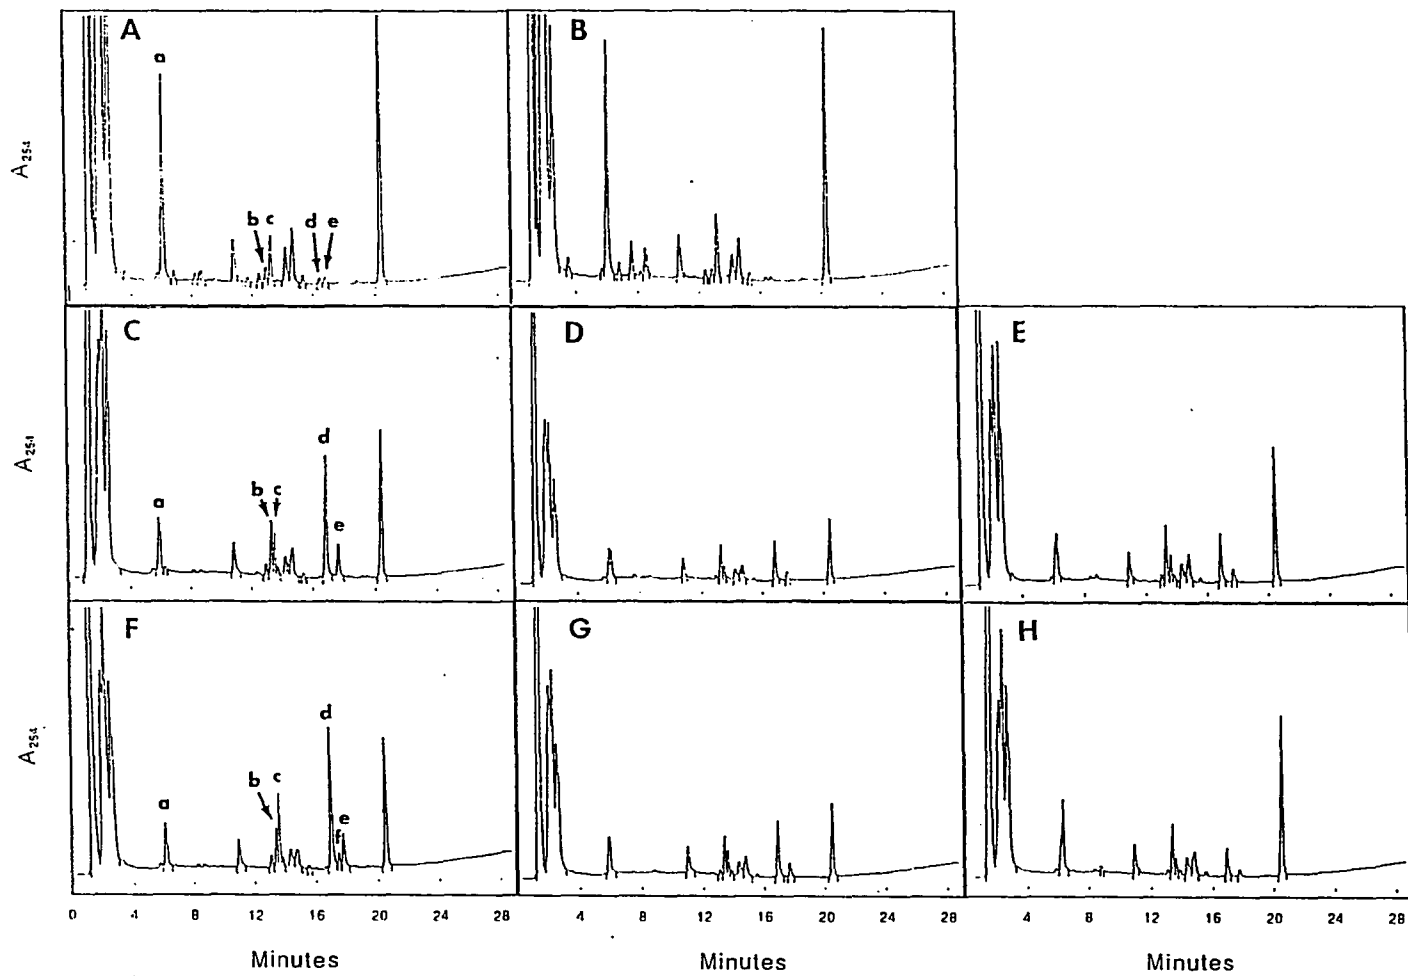 A B
a
b c d e
A254
C D E
a b c d e
A254
F G H
a b c d f e
A254
0 4 8 12 16 20 24 28
4 8 12 16 20 24 28
4 8 12 16 20 24 28
Minutes Minutes Minutes